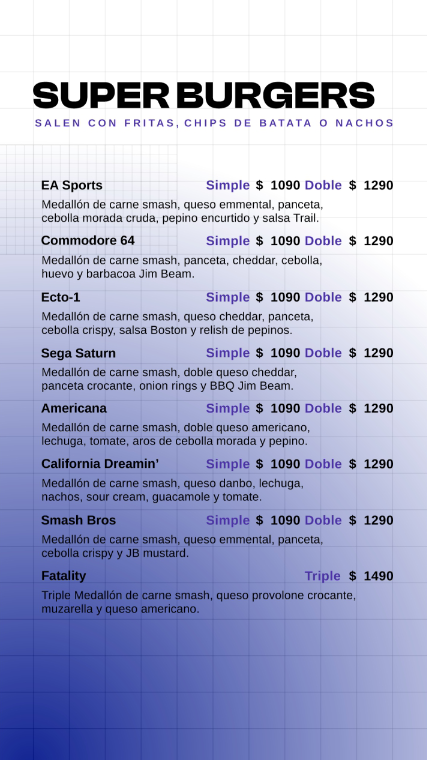 SUPER BURGERS
SALEN CON FRITAS, CHIPS DE BATATA O NACHOS
EA Sports Simple $ 1090 Doble $ 1290
Medallón de carne smash, queso emmental, panceta,
cebolla morada cruda, pepino encurtido y salsa Trail.
Commodore 64 Simple $ 1090 Doble $ 1290
Medallón de carne smash, panceta, cheddar, cebolla,
huevo y barbacoa Jim Beam.
Ecto-1 Simple $ 1090 Doble $ 1290
Medallón de carne smash, queso cheddar, panceta,
cebolla crispy, salsa Boston y relish de pepinos.
Sega Saturn Simple $ 1090 Doble $ 1290
Medallón de carne smash, doble queso cheddar,
panceta crocante, onion rings y BBQ Jim Beam.
Americana Simple $ 1090 Doble $ 1290
Medallón de carne smash, doble queso americano,
lechuga, tomate, aros de cebolla morada y pepino.
California Dreamin' Simple $ 1090 Doble $ 1290
Medallón de carne smash, queso danbo, lechuga,
nachos, sour cream, guacamole y tomate.
Smash Bros Simple $ 1090 Doble $ 1290
Medallón de carne smash, queso emmental, panceta,
cebolla crispy y JB mustard.
Fatality Triple $ 1490
Triple Medallón de carne smash, queso provolone crocante,
muzarella y queso americano.